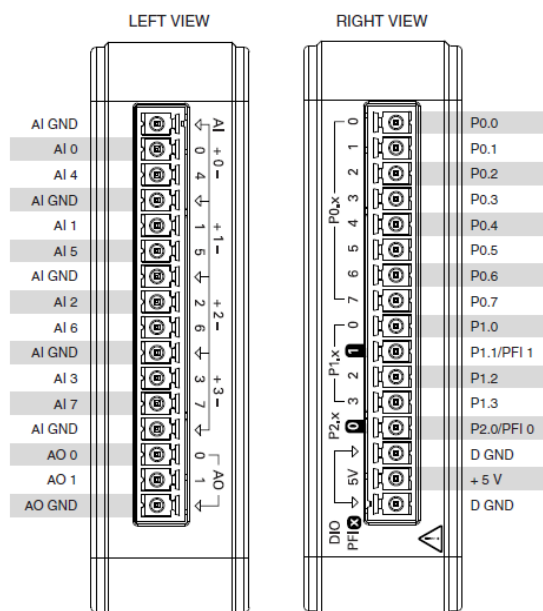 LEFT VIEW
AI GND
AI 0
AI 4
AI GND
AI 1
AI 5
AI GND
AI 2
AI 6
AI GND
AI 3
AI 7
AI GND
AO 0
AO 1
AO GND
AI
0 + 0 -
4
1 + 1 -
5
2 + 2 -
6
3 + 3 -
7
0
1
AO
RIGHT VIEW
P0.x
0
1
2
3
4
5
6
7
P1.x
0
1
2
3
P2.x
0
5V
DIO
PFI X
P0.0
P0.1
P0.2
P0.3
P0.4
P0.5
P0.6
P0.7
P1.0
P1.1/PFI 1
P1.2
P1.3
P2.0/PFI 0
D GND
+ 5 V
D GND